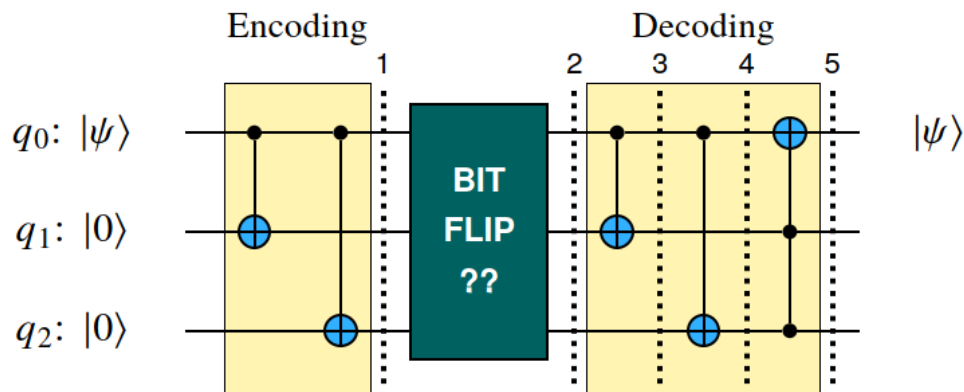 Encoding Decoding
1 2 3 4 5
q₀: |ψ⟩ |ψ⟩
BIT
q₁: |0⟩ FLIP
??
q₂: |0⟩